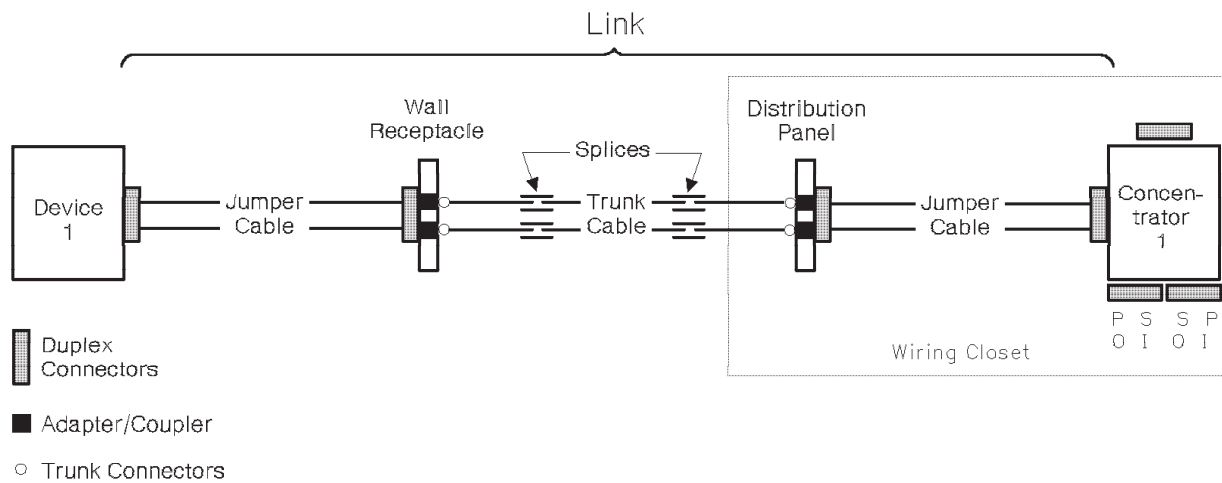 Link
Wall
Receptacle
Distribution
Panel
Splices
Device
1
Jumper
Cable
Trunk
Cable
Jumper
Cable
Concen-
trator
1
P S S P
O I O I
Wiring Closet
Duplex
Connectors
Adapter/Coupler
Trunk Connectors